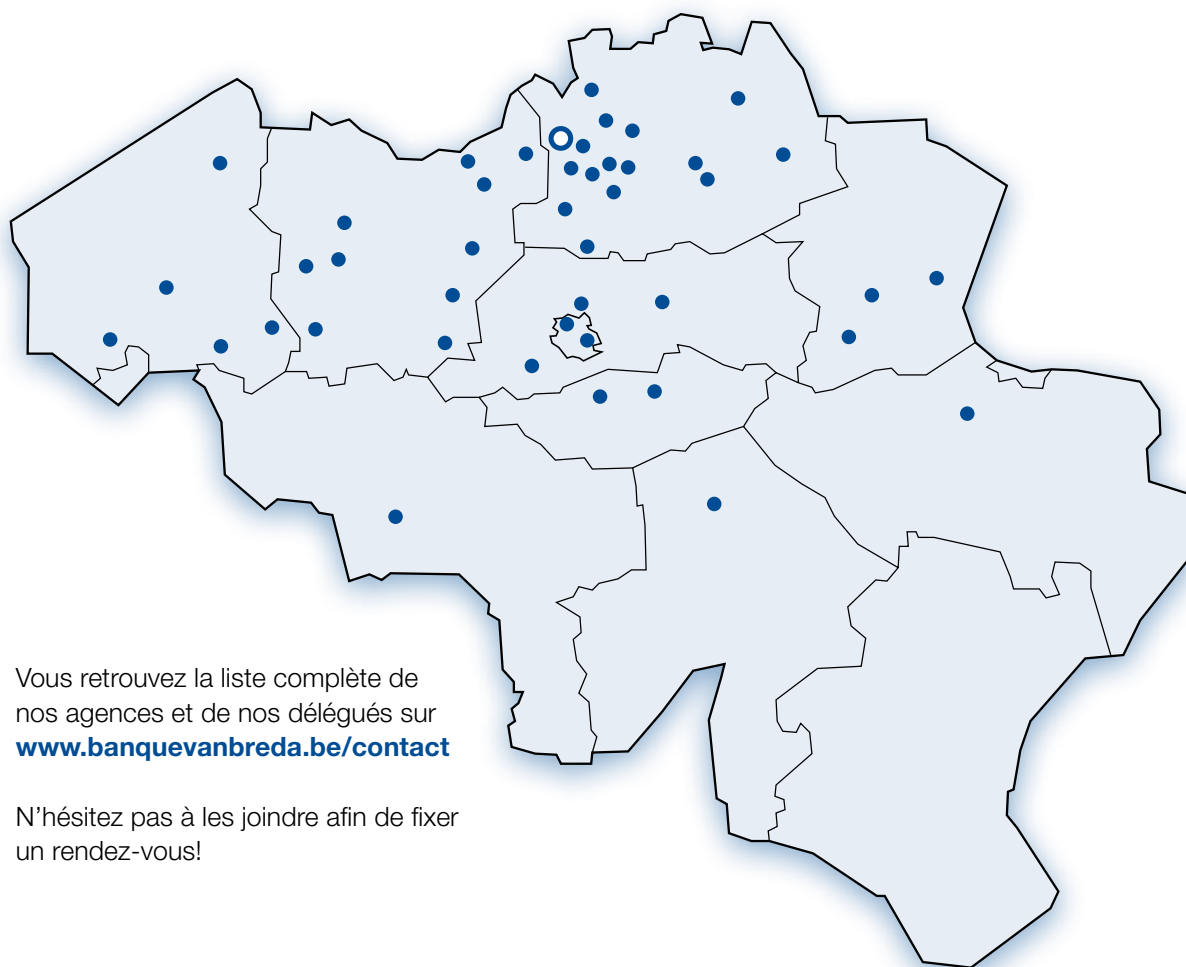 Vous retrouvez la liste complète de
nos agences et de nos délégués sur
www.banquevanbreda.be/contact
N’hésitez pas à les joindre afin de fixer
un rendez-vous!